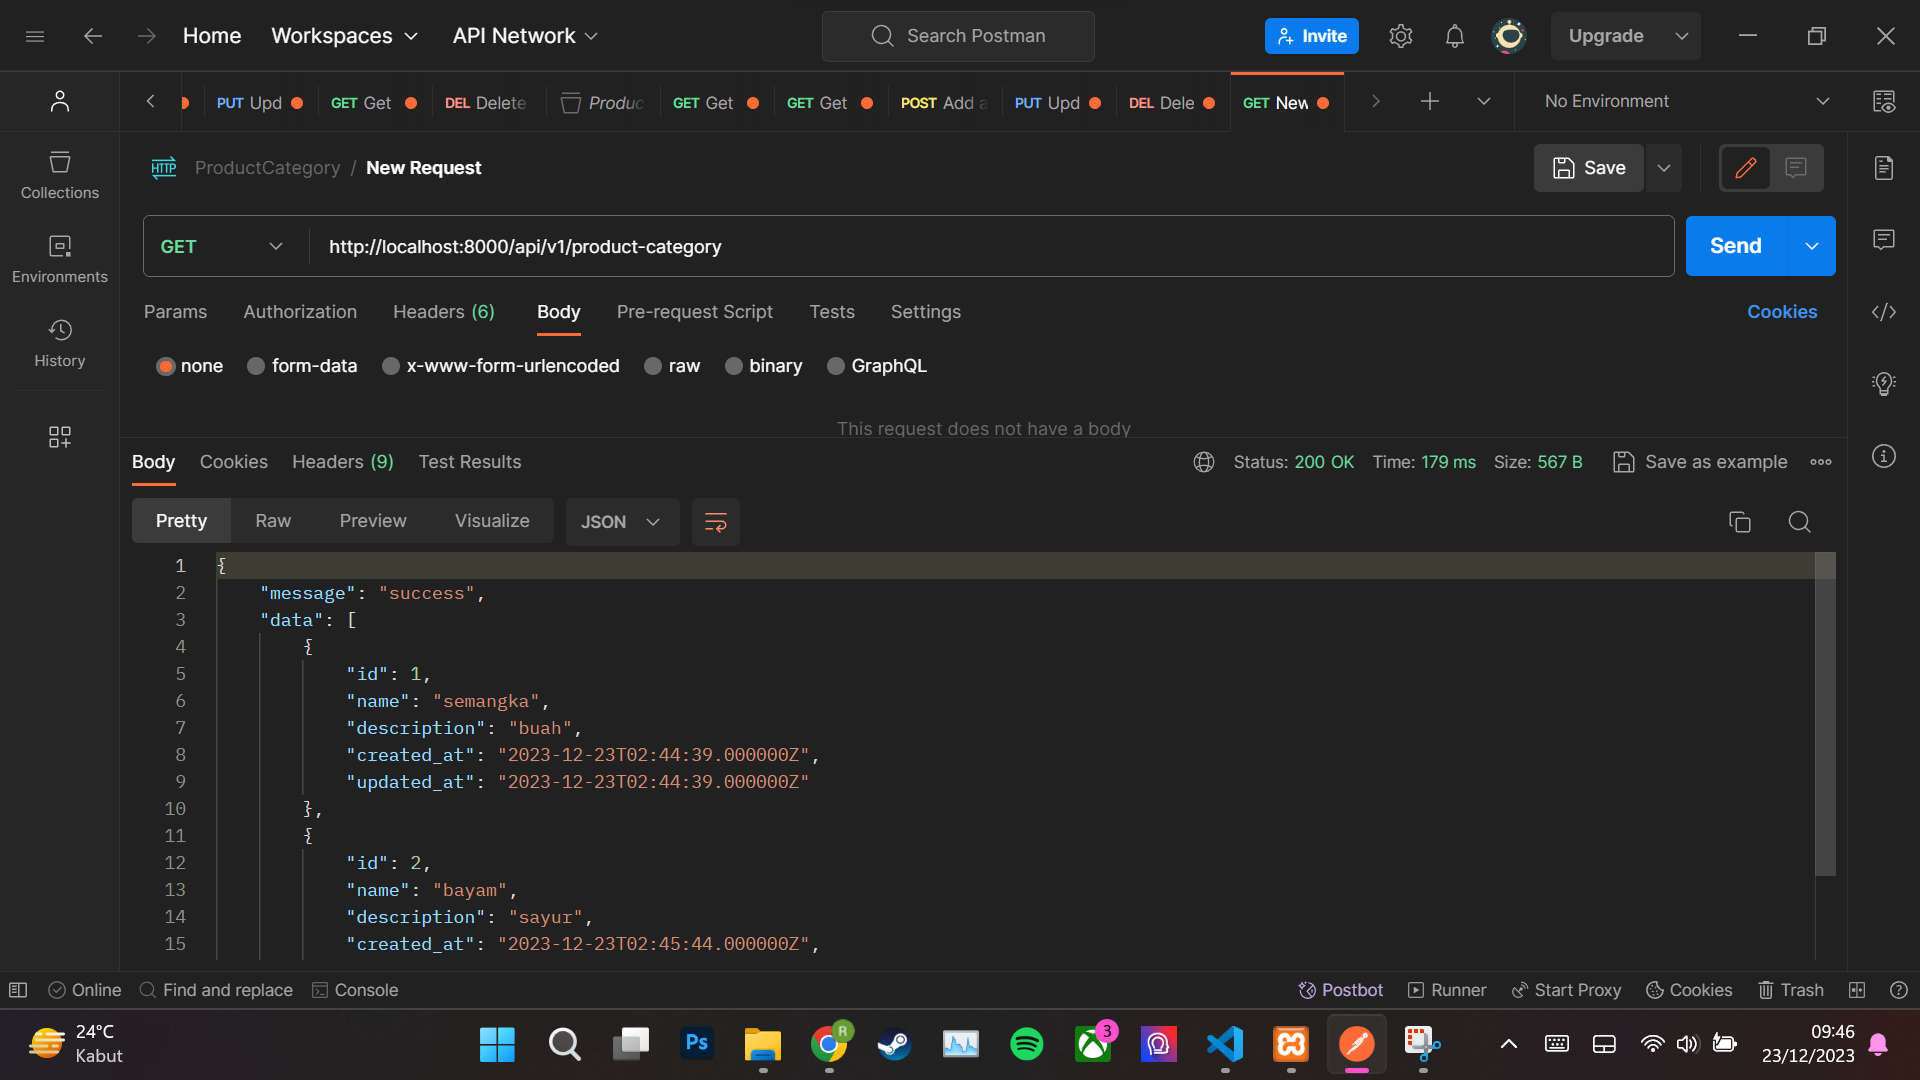 Home Workspaces API Network Search Postman Invite Upgrade
PUT Upd GET Get DEL Delete Produc GET Get GET Get POST Add a PUT Upd DEL Dele GET New No Environment
HTTP ProductCategory / New Request Save
Collections
GET http://localhost:8000/api/v1/product-category Send
Environments
Params Authorization Headers (6) Body Pre-request Script Tests Settings Cookies
History
none form-data x-www-form-urlencoded raw binary GraphQL
This request does not have a body
Body Cookies Headers (9) Test Results Status: 200 OK Time: 179 ms Size: 567 B Save as example
Pretty Raw Preview Visualize JSON
1 {
2 "message": "success",
3 "data": [
4 {
5 "id": 1,
6 "name": "semangka",
7 "description": "buah",
8 "created_at": "2023-12-23T02:44:39.000000Z",
9 "updated_at": "2023-12-23T02:44:39.000000Z"
10 },
11 {
12 "id": 2,
13 "name": "bayam",
14 "description": "sayur",
15 "created_at": "2023-12-23T02:45:44.000000Z",
Online Find and replace Console Postbot Runner Start Proxy Cookies Trash
24°C
Kabut
Ps
R
3
09:46
23/12/2023